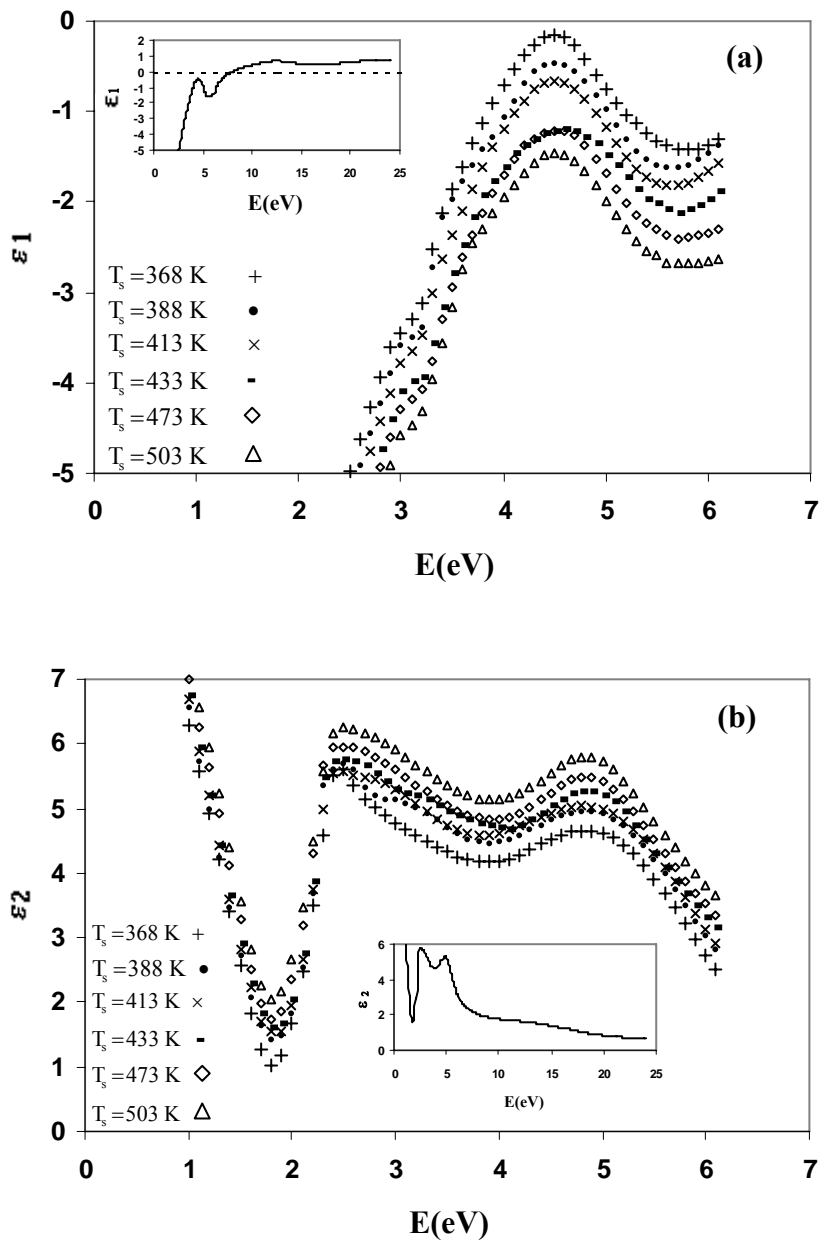 (a)
ε1
0
-1
-2
-3
-4
-5
2
1
0
-1
-2
-3
-4
-5
ε1
0 5 10 15 20 25
E(eV)
Ts=368 K
Ts=388 K
Ts=413 K
Ts=433 K
Ts=473 K
Ts=503 K
0 1 2 3 4 5 6 7
E(eV)
(b)
ε2
7
6
5
4
3
2
1
0
Ts=368 K
Ts=388 K
Ts=413 K
Ts=433 K
Ts=473 K
Ts=503 K
6
4
2
0
ε2
0 5 10 15 20 25
E(eV)
0 1 2 3 4 5 6 7
E(eV)